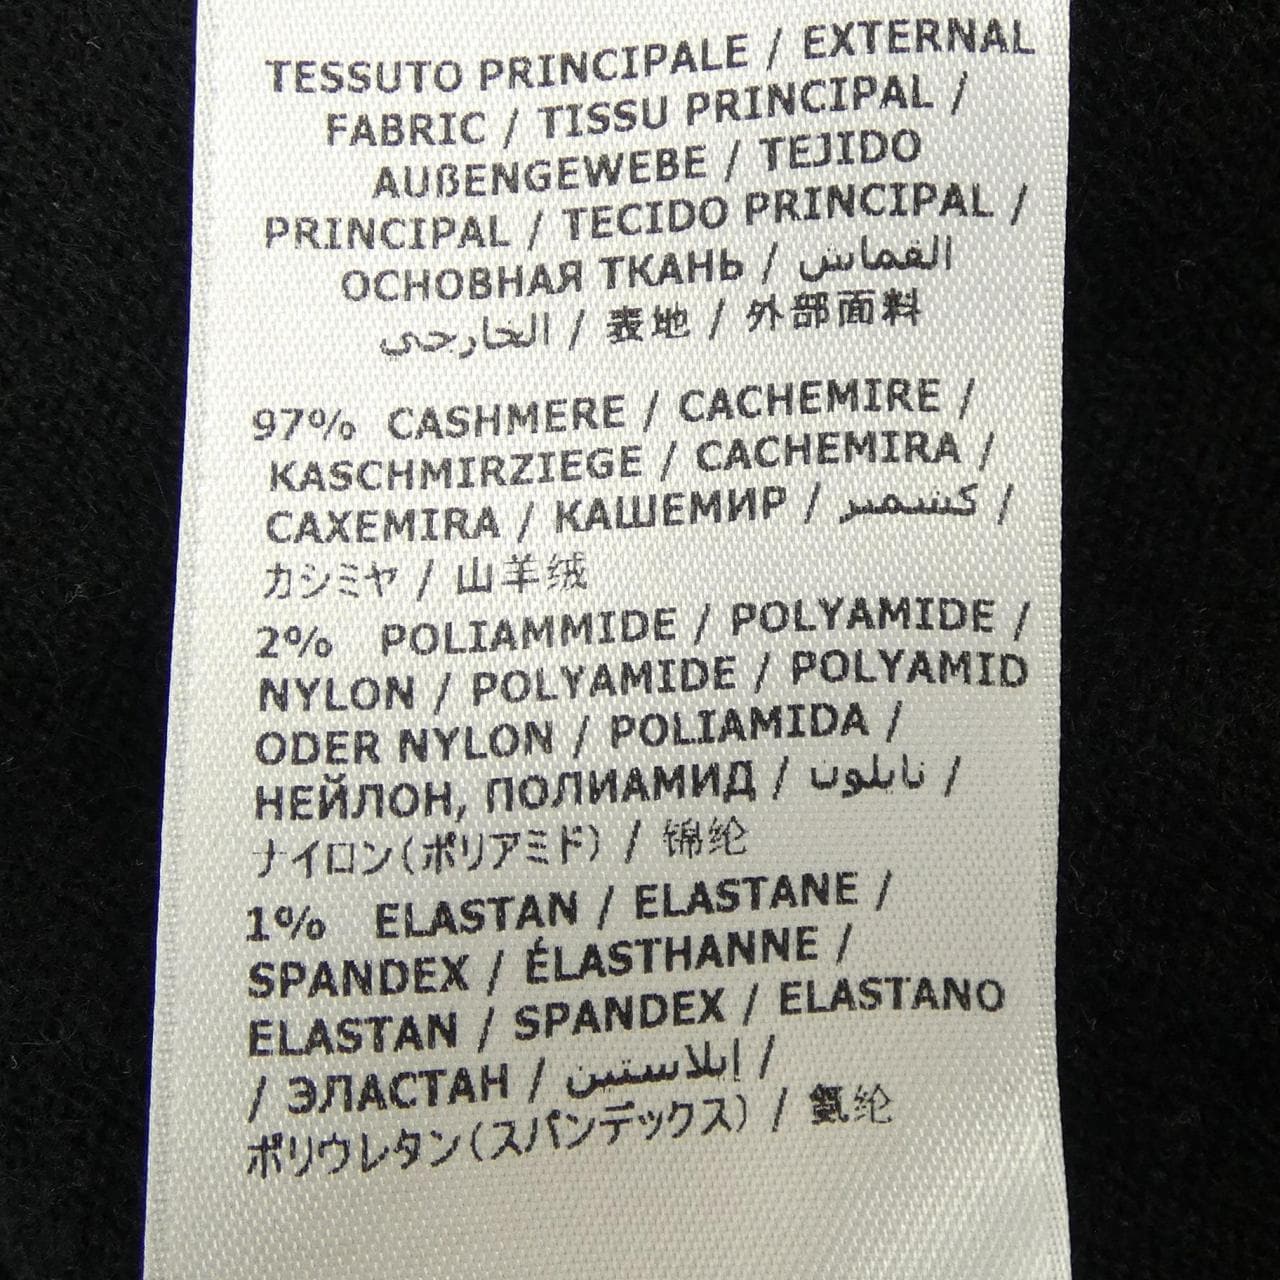 TESSUTO PRINCIPALE / EXTERNAL
FABRIC / TISSU PRINCIPAL /
AUßENGEWEBE / TEJIDO
PRINCIPAL / TECIDO PRINCIPAL /
ОСНОВНАЯ ТКАНЬ / القماش
الخارجي / 表地 / 外部面料
97% CASHMERE / CACHEMIRE /
KASCHMIRZIEGE / CACHEMIRA /
CAXEMIRA / КАШЕМИР / كشمير /
カシミヤ / 山羊绒
2% POLIAMMIDE / POLYAMIDE /
NYLON / POLYAMIDE / POLYAMID
ODER NYLON / POLIAMIDA /
НЕЙЛОН, ПОЛИАМИД / نايلون /
ナイロン(ポリアミド) / 锦纶
1% ELASTAN / ELASTANE /
SPANDEX / ÉLASTHANNE /
ELASTAN / SPANDEX / ELASTANO
/ ЭЛАСТАН / إيلاستين /
ポリウレタン(スパンデックス) / 氨纶